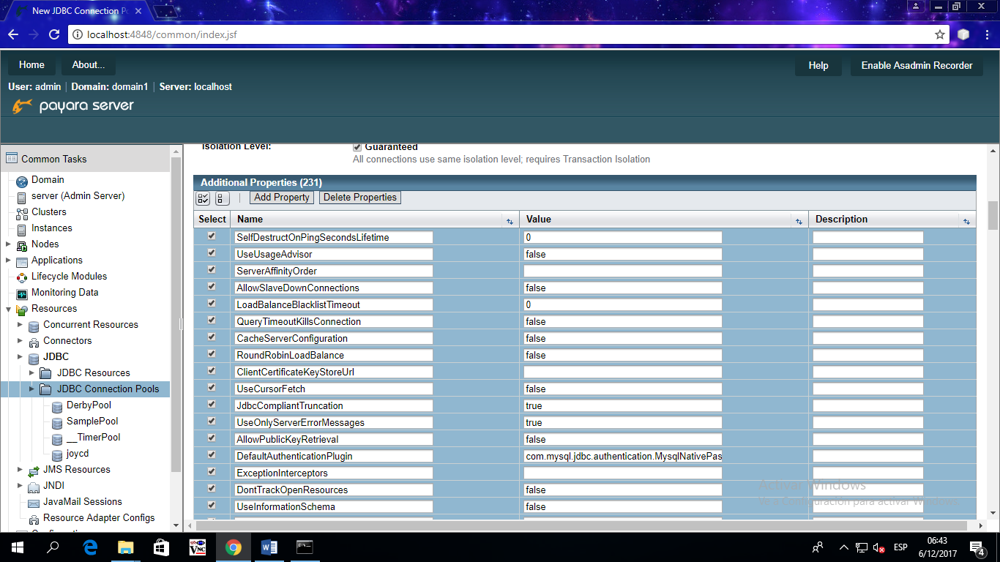 New JDBC Connection P
localhost:4848/common/index.jsf
Home
About...
Help
Enable Asadmin Recorder
User: admin | Domain: domain1 | Server: localhost
payara server
Common Tasks
Domain
server (Admin Server)
Clusters
Instances
Nodes
Applications
Lifecycle Modules
Monitoring Data
Resources
Concurrent Resources
Connectors
JDBC
JDBC Resources
JDBC Connection Pools
DerbyPool
SamplePool
__TimerPool
joycd
JMS Resources
JNDI
JavaMail Sessions
Resource Adapter Configs
Isolation Level:
Guaranteed
All connections use same isolation level; requires Transaction Isolation
Additional Properties (231)
Add Property
Delete Properties
Select Name Value Description
SelfDestructOnPingSecondsLifetime 0
UseUsageAdvisor false
ServerAffinityOrder
AllowSlaveDownConnections false
LoadBalanceBlacklistTimeout 0
QueryTimeoutKillsConnection false
CacheServerConfiguration false
RoundRobinLoadBalance false
ClientCertificateKeyStoreUrl
UseCursorFetch false
JdbcCompliantTruncation true
UseOnlyServerErrorMessages true
AllowPublicKeyRetrieval false
DefaultAuthenticationPlugin com.mysql.jdbc.authentication.MysqlNativePas
ExceptionInterceptors
DontTrackOpenResources false
UseInformationSchema false
Activar Windows
para activar
ESP
06:43
6/12/2017
4